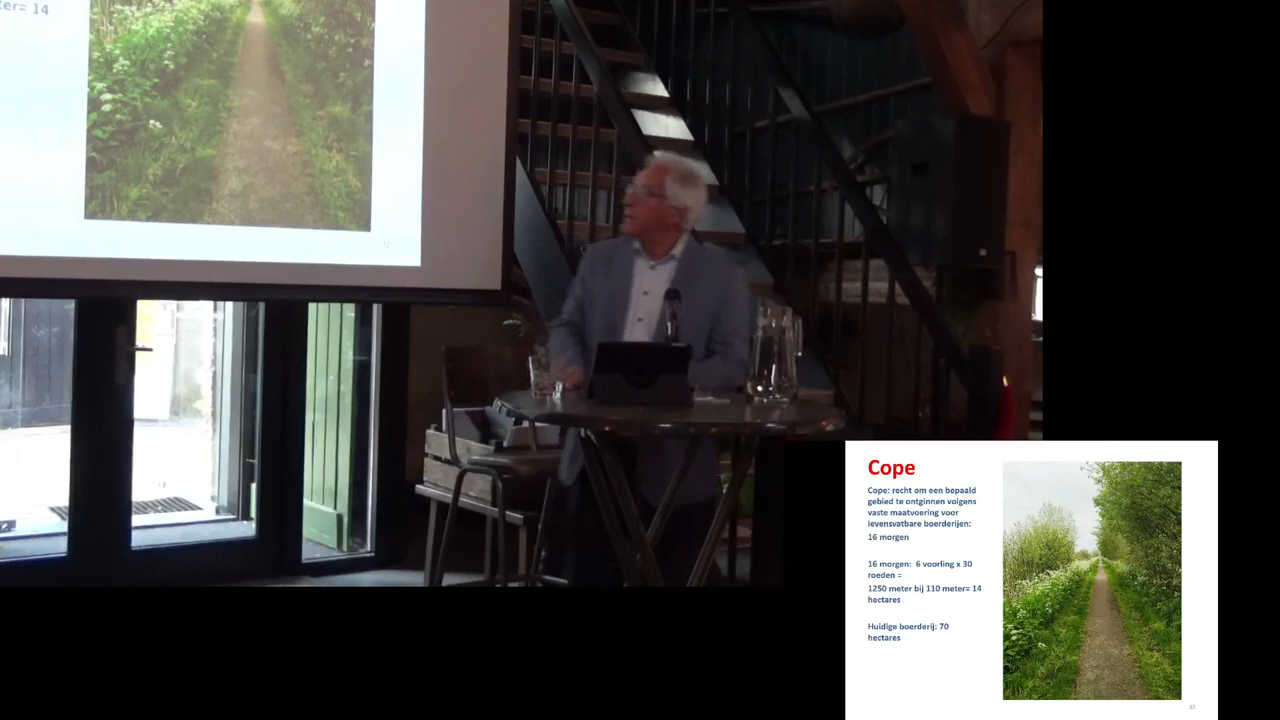 er= 14
Cope
Cope: recht om een bepaald
gebied te ontginnen volgens
vaste maatvoering voor
levensvatbare boerderijen:
16 morgen
16 morgen: 6 voorling x 30
roeden =
1250 meter bij 110 meter= 14
hectares
Huidige boerderij: 70
hectares